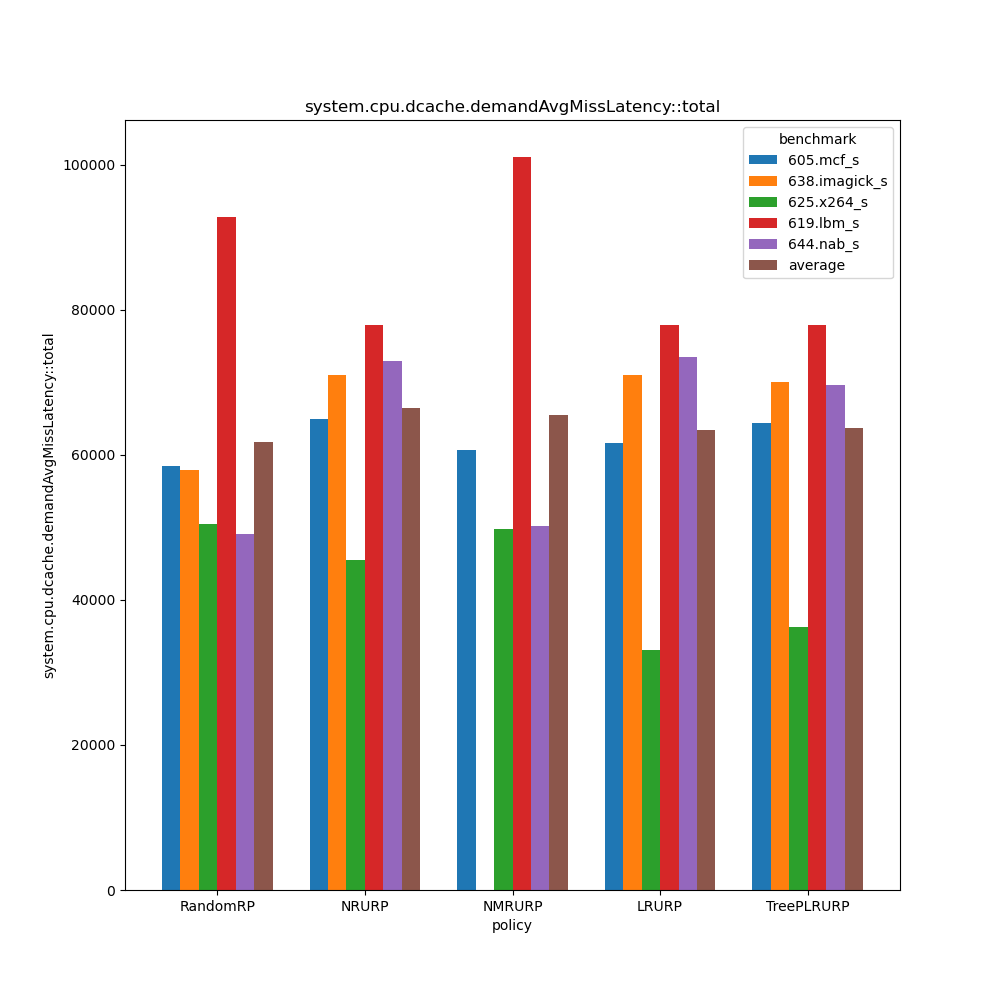 system.cpu.dcache.demandAvgMissLatency::total
benchmark
605.mcf_s
638.imagick_s
625.x264_s
619.lbm_s
644.nab_s
average
system.cpu.dcache.demandAvgMissLatency::total
100000
80000
60000
40000
20000
0
RandomRP NRURP NMRURP LRURP TreePLRURP
policy